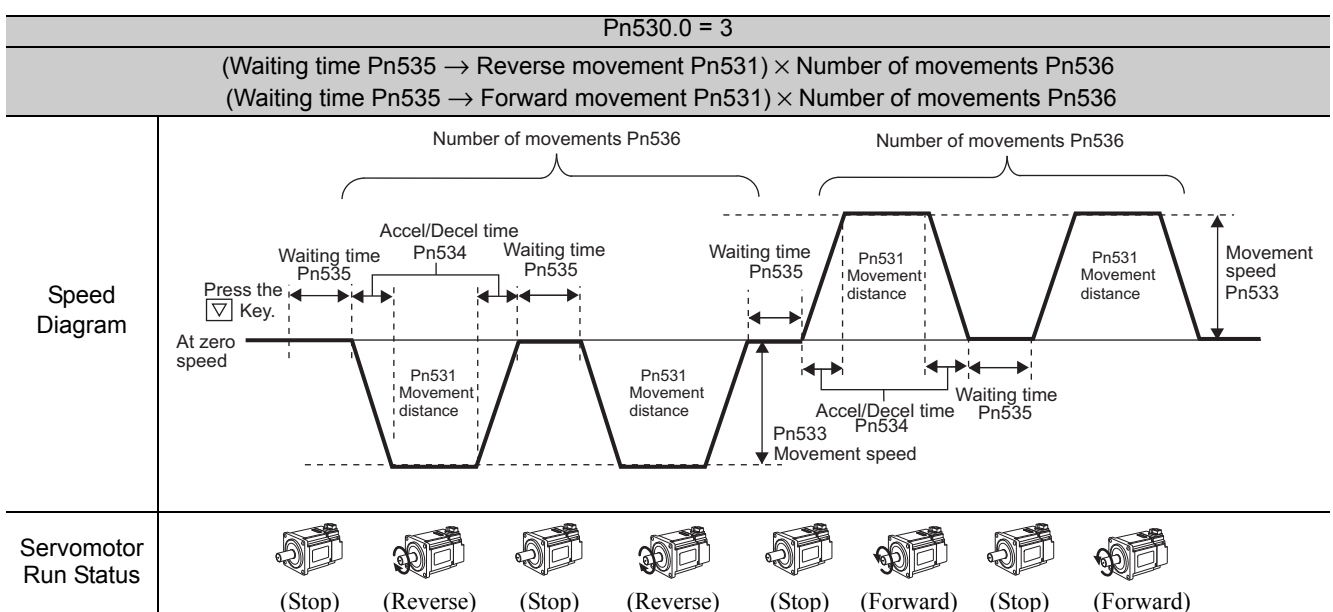 Pn530.0 = 3
(Waiting time Pn535 → Reverse movement Pn531) × Number of movements Pn536
(Waiting time Pn535 → Forward movement Pn531) × Number of movements Pn536
Speed
Diagram
Number of movements Pn536
Number of movements Pn536
Waiting time
Pn535
Accel/Decel time
Pn534
Waiting time
Pn535
Waiting time
Pn535
Press the
▽ Key.
At zero
speed
Pn531
Movement
distance
Pn531
Movement
distance
Pn533
Movement speed
Pn531
Movement
distance
Pn531
Movement
distance
Movement
speed
Pn533
Accel/Decel time
Pn534
Waiting time
Pn535
Servomotor
Run Status
(Stop) (Reverse) (Stop) (Reverse) (Stop) (Forward) (Stop) (Forward)